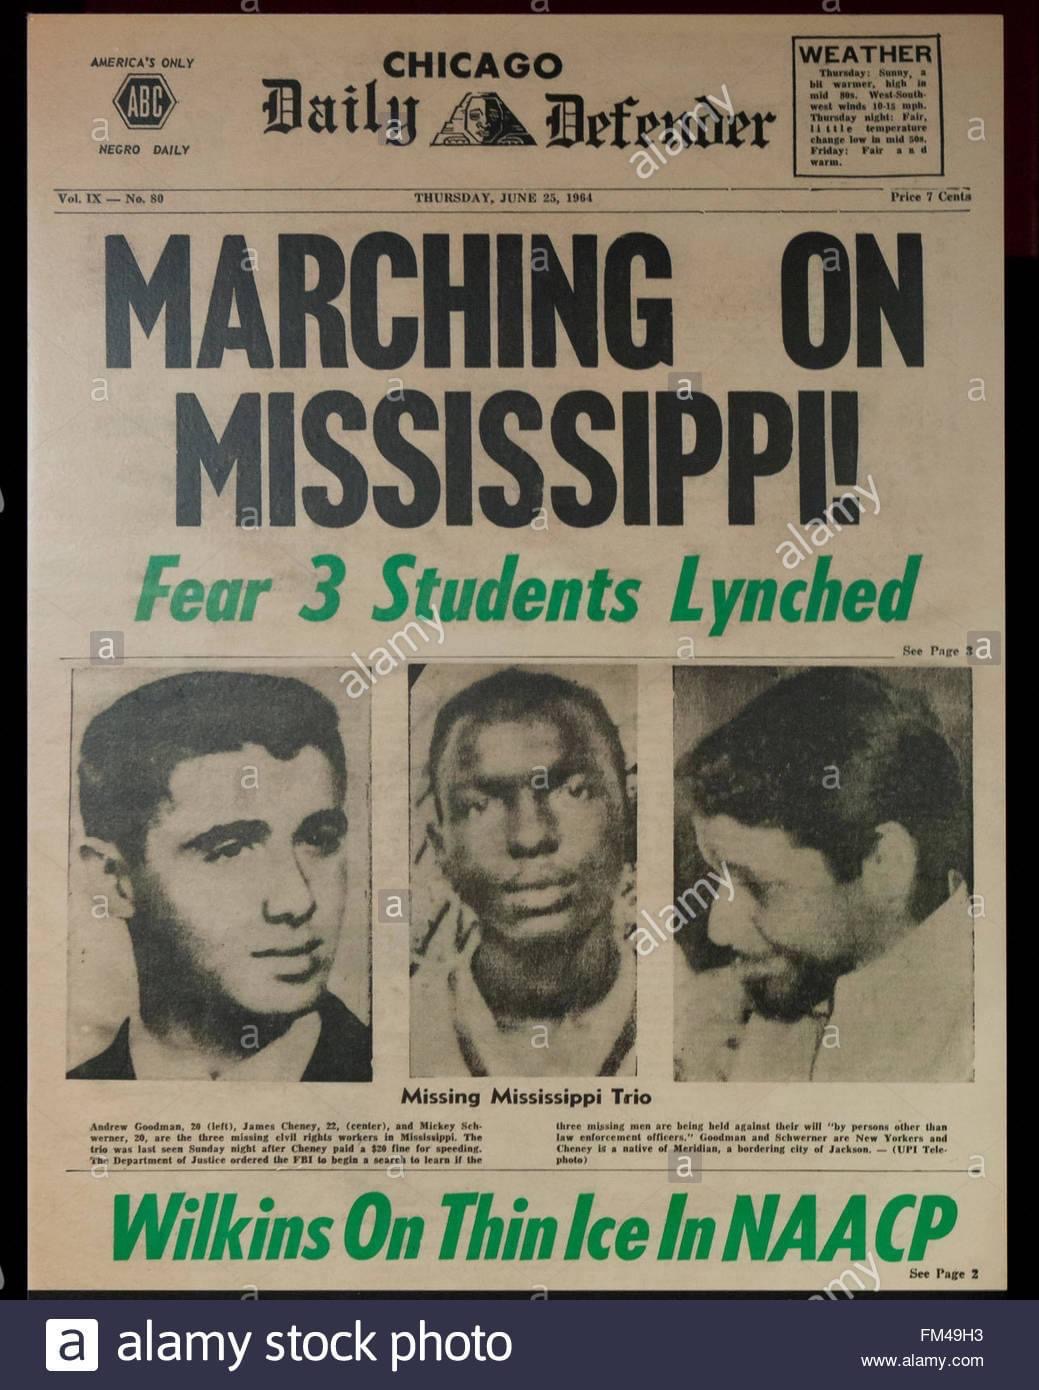 AMERICA'S ONLY
ABC
NEGRO DAILY
CHICAGO
Daily Defender
WEATHER
Thursday: Sunny, a
bit warmer, high in
mid 80s. West-South-
west winds 10-15 mph.
Thursday night: Fair,
little temperature
change low in mid 50s.
Friday: Fair and
warm.
Vol. IX — No. 80
THURSDAY, JUNE 25, 1964
Price 7 Cents
MARCHING ON
MISSISSIPPI!
Fear 3 Students Lynched
See Page 3
Missing Mississippi Trio
Andrew Goodman, 20 (left), James Cheney, 22, (center), and Mickey Sch-
werner, 20, are the three missing civil rights workers in Mississippi. The
trio was last seen Sunday night after Cheney paid a $20 fine for speeding.
The Department of Justice ordered the FBI to begin a search to learn if the
three missing men are being held against their will "by persons other than
law enforcement officers." Goodman and Schwerner are New Yorkers and
Cheney is a native of Meridian, a bordering city of Jackson. — (UPI Tele-
photo)
Wilkins On Thin Ice In NAACP
See Page 2
a alamy stock photo
FM49H3
www.alamy.com